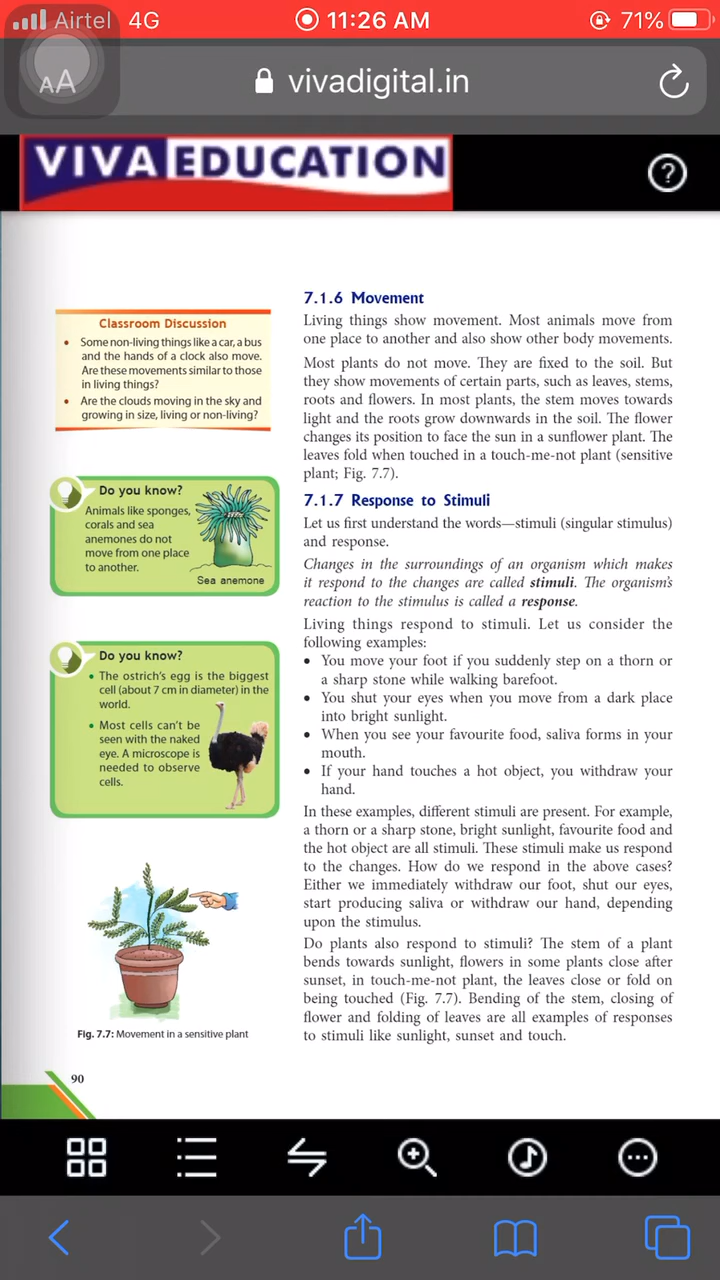 Airtel 4G 11:26 AM 71%
AA vivadigital.in
VIVA EDUCATION
?
Classroom Discussion
• Some non-living things like a car, a bus
and the hands of a clock also move.
Are these movements similar to those
in living things?
• Are the clouds moving in the sky and
growing in size, living or non-living?
Do you know?
Animals like sponges,
corals and sea
anemones do not
move from one place
to another.
Sea anemone
Do you know?
• The ostrich's egg is the biggest
cell (about 7 cm in diameter) in the
world.
• Most cells can't be
seen with the naked
eye. A microscope is
needed to observe
cells.
Fig. 7.7: Movement in a sensitive plant
90
7.1.6 Movement
Living things show movement. Most animals move from
one place to another and also show other body movements.
Most plants do not move. They are fixed to the soil. But
they show movements of certain parts, such as leaves, stems,
roots and flowers. In most plants, the stem moves towards
light and the roots grow downwards in the soil. The flower
changes its position to face the sun in a sunflower plant. The
leaves fold when touched in a touch-me-not plant (sensitive
plant; Fig. 7.7).
7.1.7 Response to Stimuli
Let us first understand the words—stimuli (singular stimulus)
and response.
Changes in the surroundings of an organism which makes
it respond to the changes are called stimuli. The organism's
reaction to the stimulus is called a response.
Living things respond to stimuli. Let us consider the
following examples:
• You move your foot if you suddenly step on a thorn or
a sharp stone while walking barefoot.
• You shut your eyes when you move from a dark place
into bright sunlight.
• When you see your favourite food, saliva forms in your
mouth.
• If your hand touches a hot object, you withdraw your
hand.
In these examples, different stimuli are present. For example,
a thorn or a sharp stone, bright sunlight, favourite food and
the hot object are all stimuli. These stimuli make us respond
to the changes. How do we respond in the above cases?
Either we immediately withdraw our foot, shut our eyes,
start producing saliva or withdraw our hand, depending
upon the stimulus.
Do plants also respond to stimuli? The stem of a plant
bends towards sunlight, flowers in some plants close after
sunset, in touch-me-not plant, the leaves close or fold on
being touched (Fig. 7.7). Bending of the stem, closing of
flower and folding of leaves are all examples of responses
to stimuli like sunlight, sunset and touch.